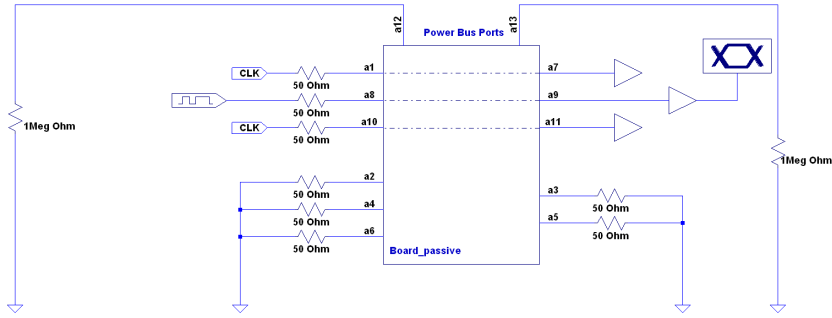 a12
a13
Power Bus Ports
CLK
a1
a7
50 Ohm
a8
a9
50 Ohm
CLK
a10
a11
50 Ohm
1Meg Ohm
1Meg Ohm
a2
50 Ohm
a3
a4
50 Ohm
50 Ohm
a5
a6
50 Ohm
50 Ohm
Board_passive